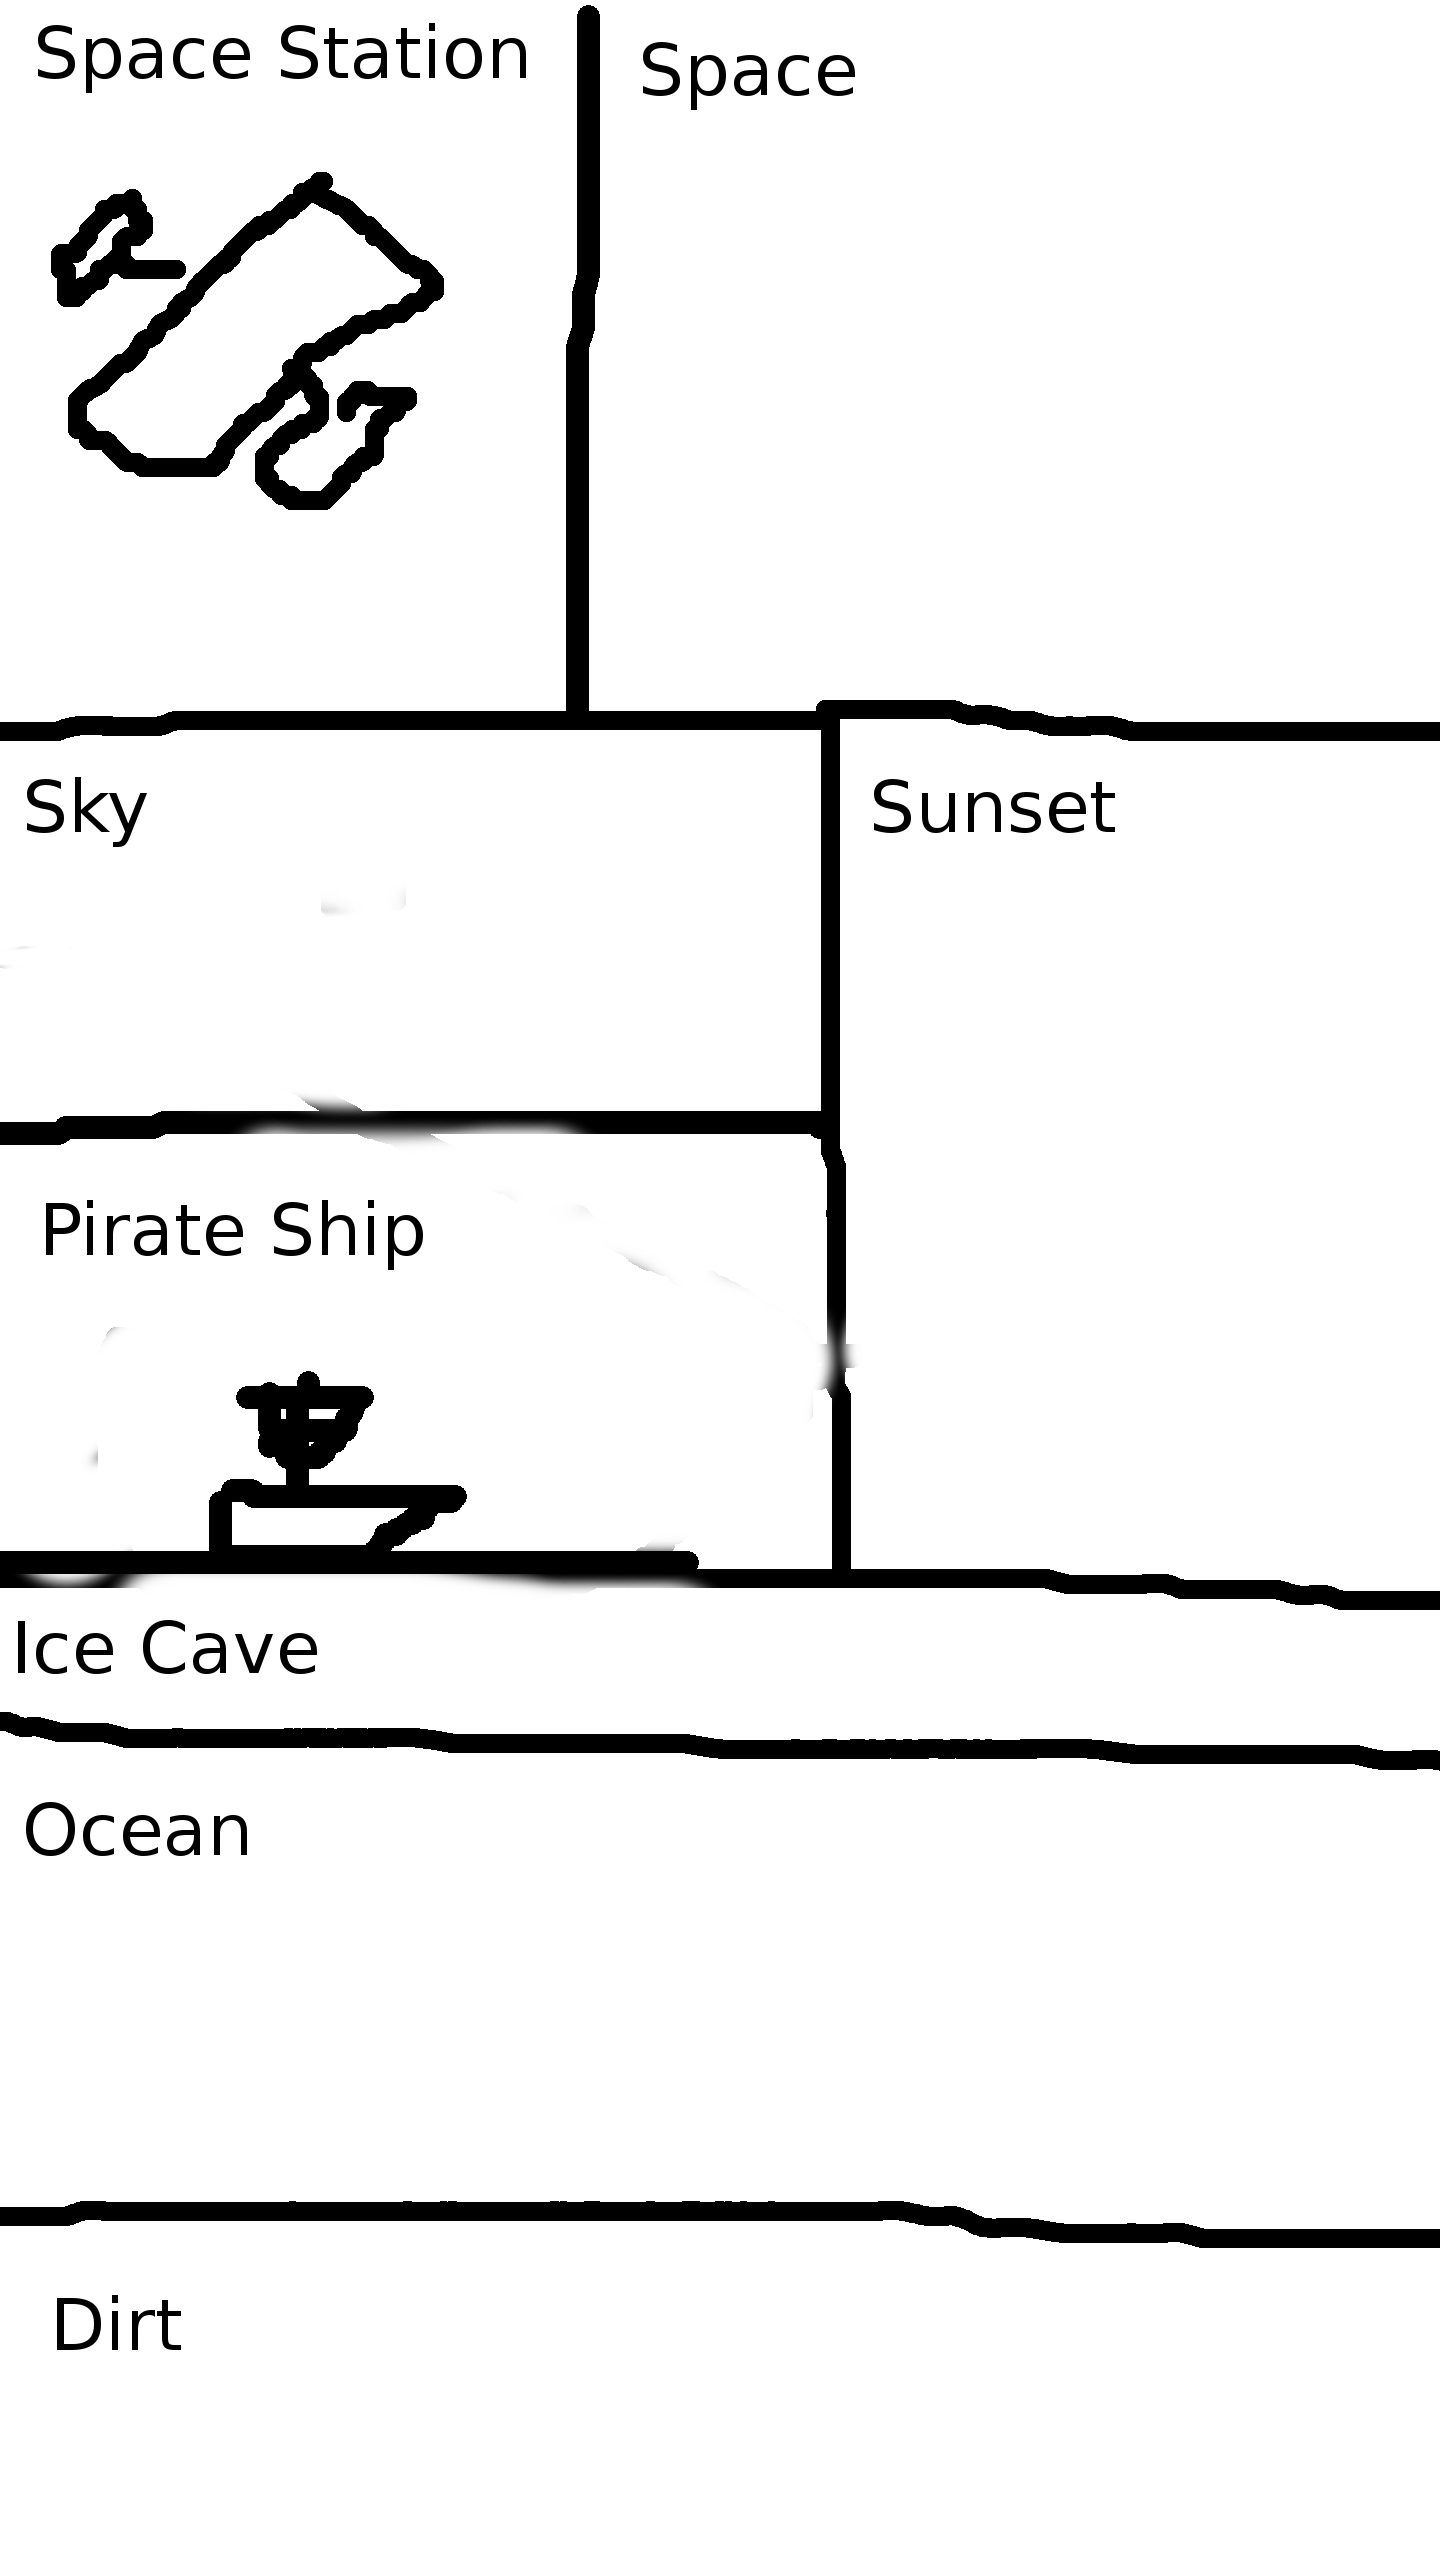 Space Station
Space
Sky
Sunset
Pirate Ship
Ice Cave
Ocean
Dirt